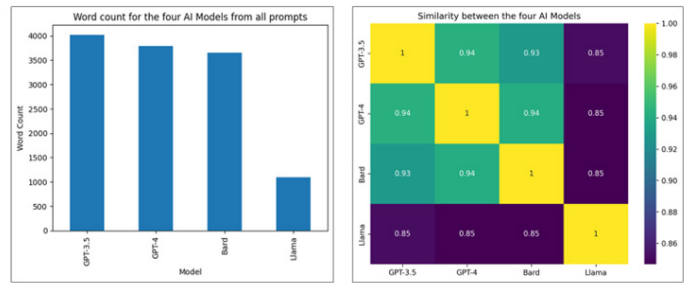 Word count for the four AI Models from all prompts
Word Count
4000
3500
3000
2500
2000
1500
1000
500
0
GPT-3.5
GPT-4
Bard
Llama
Model
Similarity between the four AI Models
GPT-3.5
1
0.94
0.93
0.85
GPT-4
0.94
1
0.94
0.85
Bard
0.93
0.94
1
0.85
Llama
0.85
0.85
0.85
1
GPT-3.5
GPT-4
Bard
Llama
1.00
0.98
0.96
0.94
0.92
0.90
0.88
0.86